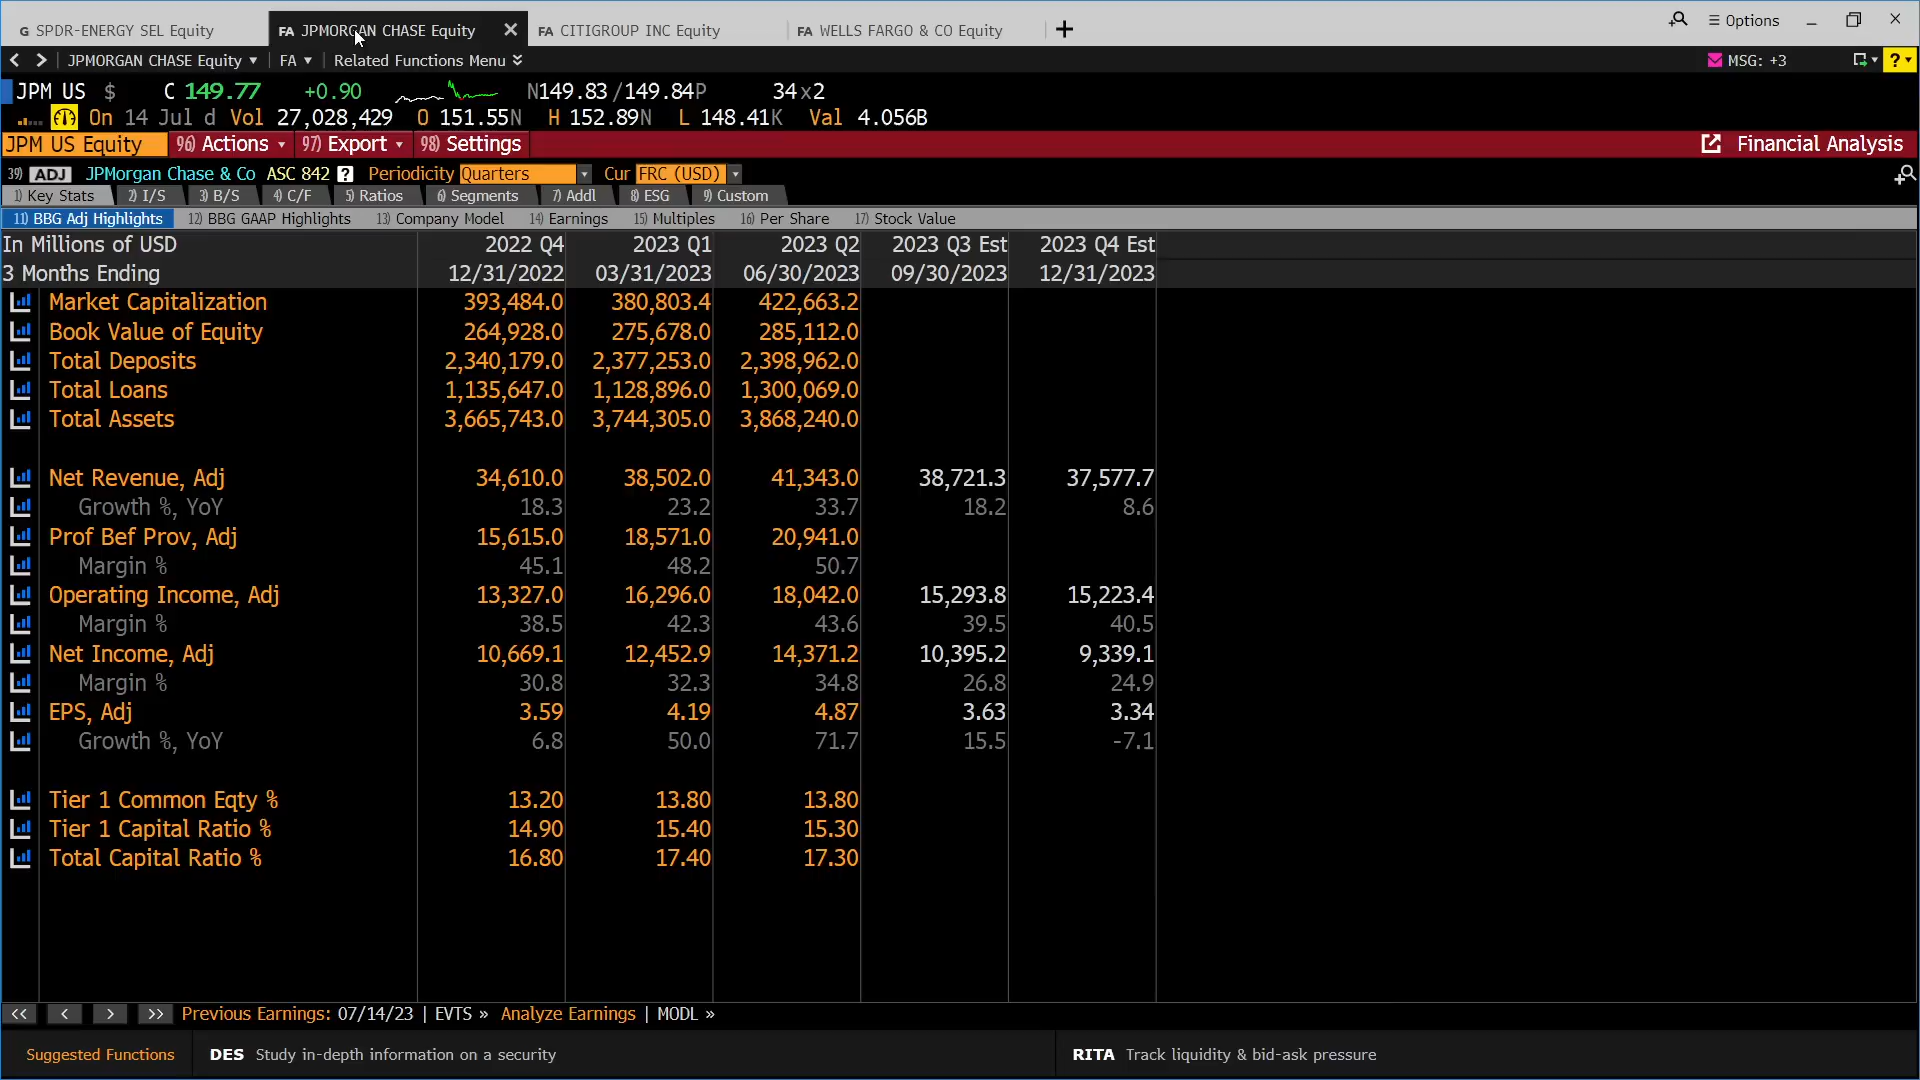 G SPDR-ENERGY SEL Equity FA JPMORGAN CHASE Equity FA CITIGROUP INC Equity FA WELLS FARGO & CO Equity Options
JPMORGAN CHASE Equity FA Related Functions Menu MSG: +3 ?
JPM US $ C 149.77 +0.90 N149.83/149.84P 34x2
On 14 Jul d Vol 27,028,429 O 151.55N H 152.89N L 148.41K Val 4.056B
JPM US Equity 96) Actions 97) Export 98) Settings Financial Analysis
39) ADJ JPMorgan Chase & Co ASC 842 ? Periodicity Quarters Cur FRC (USD)
1) Key Stats 2) I/S 3) B/S 4) C/F 5) Ratios 6) Segments 7) Addl 8) ESG 9) Custom
11) BBG Adj Highlights 12) BBG GAAP Highlights 13) Company Model 14) Earnings 15) Multiples 16) Per Share 17) Stock Value
In Millions of USD 2022 Q4 2023 Q1 2023 Q2 2023 Q3 Est 2023 Q4 Est
3 Months Ending 12/31/2022 03/31/2023 06/30/2023 09/30/2023 12/31/2023
Market Capitalization 393,484.0 380,803.4 422,663.2
Book Value of Equity 264,928.0 275,678.0 285,112.0
Total Deposits 2,340,179.0 2,377,253.0 2,398,962.0
Total Loans 1,135,647.0 1,128,896.0 1,300,069.0
Total Assets 3,665,743.0 3,744,305.0 3,868,240.0
Net Revenue, Adj 34,610.0 38,502.0 41,343.0 38,721.3 37,577.7
Growth %, YoY 18.3 23.2 33.7 18.2 8.6
Prof Bef Prov, Adj 15,615.0 18,571.0 20,941.0
Margin % 45.1 48.2 50.7
Operating Income, Adj 13,327.0 16,296.0 18,042.0 15,293.8 15,223.4
Margin % 38.5 42.3 43.6 39.5 40.5
Net Income, Adj 10,669.1 12,452.9 14,371.2 10,395.2 9,339.1
Margin % 30.8 32.3 34.8 26.8 24.9
EPS, Adj 3.59 4.19 4.87 3.63 3.34
Growth %, YoY 6.8 50.0 71.7 15.5 -7.1
Tier 1 Common Eqty % 13.20 13.80 13.80
Tier 1 Capital Ratio % 14.90 15.40 15.30
Total Capital Ratio % 16.80 17.40 17.30
<< < > >> Previous Earnings: 07/14/23 | EVTS » Analyze Earnings | MODL »
Suggested Functions DES Study in-depth information on a security RITA Track liquidity & bid-ask pressure